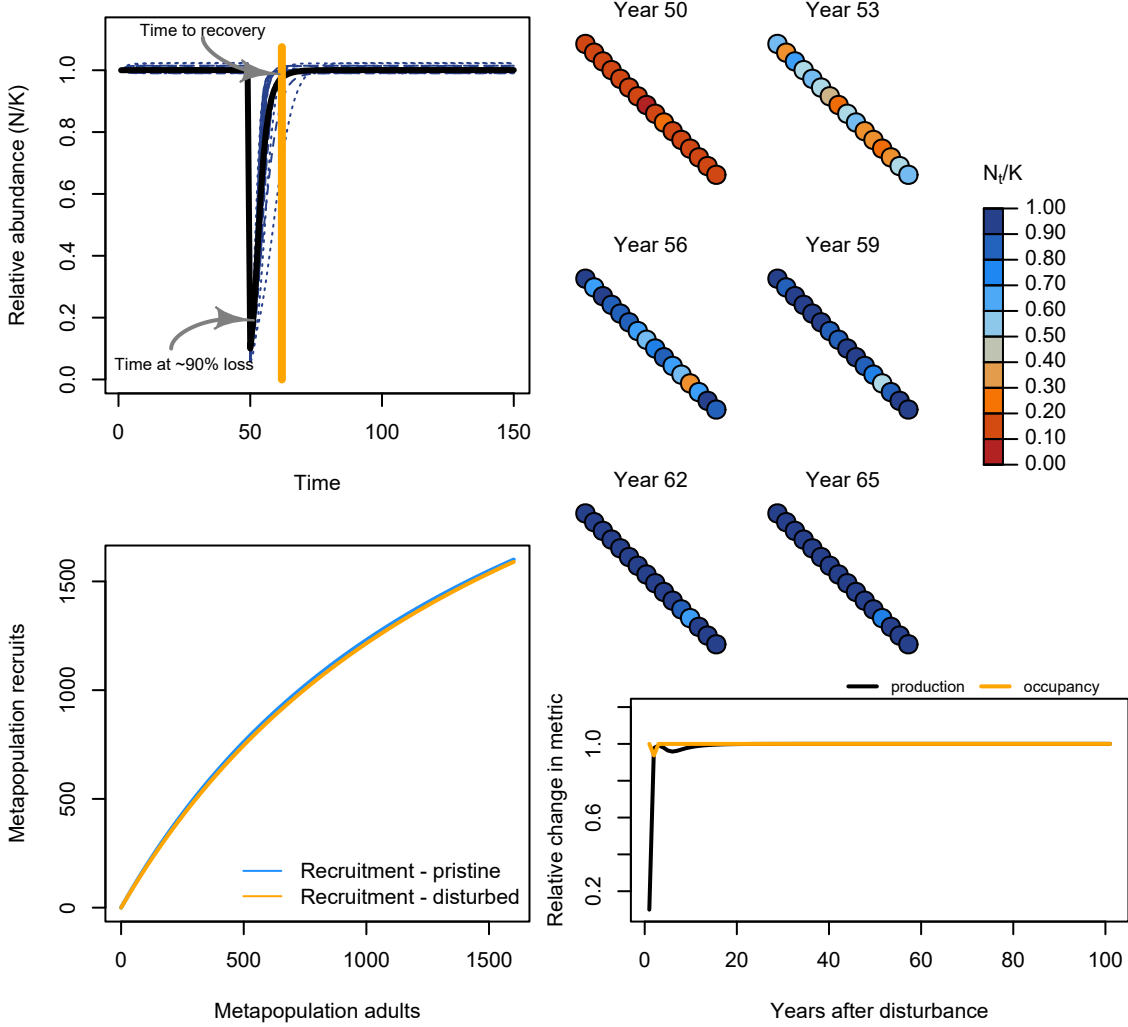 Relative abundance (N/K)
0.0
0.2
0.4
0.6
0.8
1.0
Time to recovery
Time at ~90% loss
0
50
100
150
Time
Year 50
Year 53
Year 56
Year 59
Year 62
Year 65
Nt/K
1.00
0.90
0.80
0.70
0.60
0.50
0.40
0.30
0.20
0.10
0.00
Metapopulation recruits
0
500
1000
1500
Recruitment - pristine
Recruitment - disturbed
0
500
1000
1500
Metapopulation adults
production
occupancy
Relative change in metric
0.2
0.6
1.0
0
20
40
60
80
100
Years after disturbance